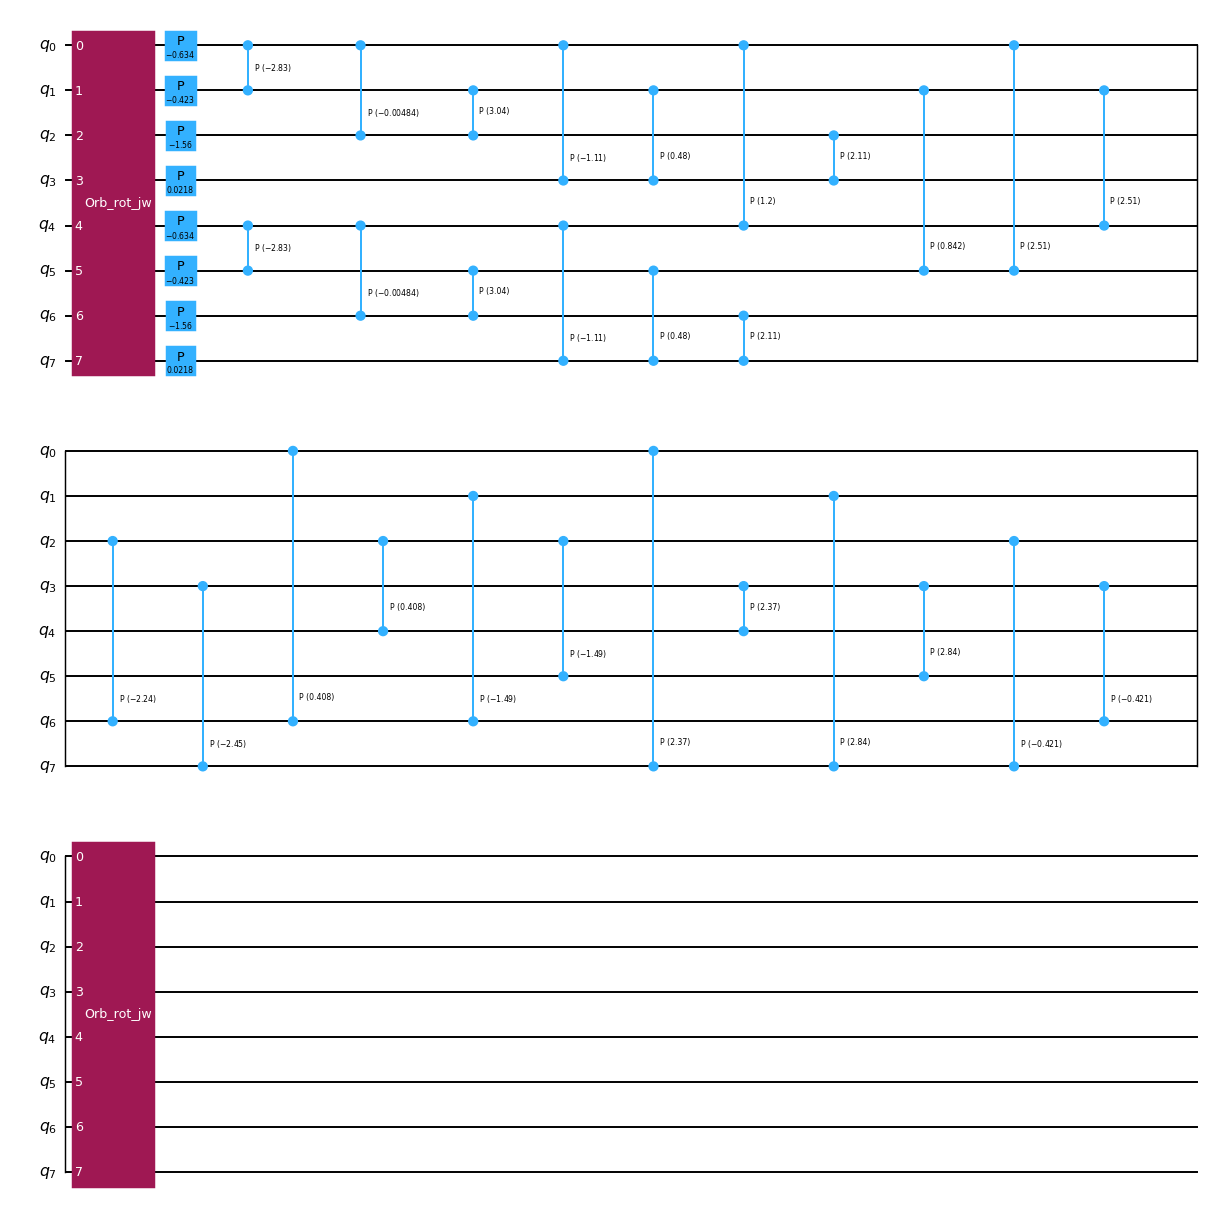 q0 0 P −0.634
P (−2.83)
q1 1 P −0.423
P (−0.00484) P (3.04)
q2 2 P −1.56
P (−1.11) P (0.48) P (2.11)
q3 3 P 0.0218
Orb_rot_jw P (1.2) P (2.51)
q4 4 P −0.634
P (−2.83) P (0.842) P (2.51)
q5 5 P −0.423
P (−0.00484) P (3.04)
q6 6 P −1.56
P (−1.11) P (0.48) P (2.11)
q7 7 P 0.0218
q0
q1
q2
q3
P (0.408) P (2.37)
q4
P (−1.49) P (2.84)
q5
P (−2.24) P (0.408) P (−1.49) P (−0.421)
q6
P (−2.45) P (2.37) P (2.84) P (−0.421)
q7
q0 0
q1 1
q2 2
q3 3
Orb_rot_jw
q4 4
q5 5
q6 6
q7 7